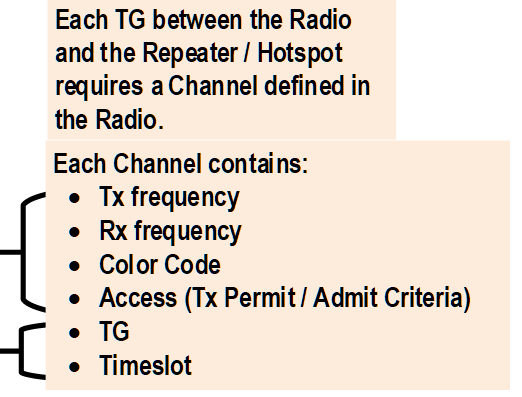 Each TG between the Radio
and the Repeater / Hotspot
requires a Channel defined in
the Radio.
Each Channel contains:
• Tx frequency
• Rx frequency
• Color Code
• Access (Tx Permit / Admit Criteria)
• TG
• Timeslot